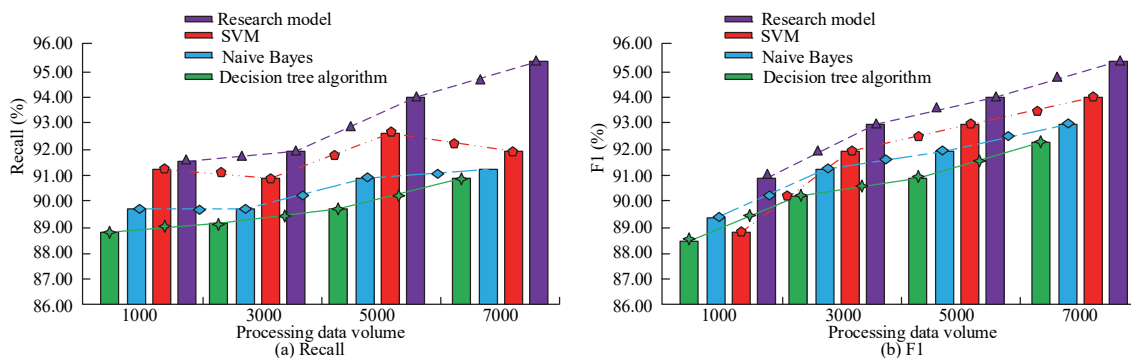 Research model
SVM
Naive Bayes
Decision tree algorithm
96.00
95.00
94.00
93.00
92.00
91.00
90.00
89.00
88.00
87.00
86.00
Recall (%)
1000
3000
5000
7000
Processing data volume
(a) Recall
Research model
SVM
Naive Bayes
Decision tree algorithm
96.00
95.00
94.00
93.00
92.00
91.00
90.00
89.00
88.00
87.00
86.00
F1 (%)
1000
3000
5000
7000
Processing data volume
(b) F1